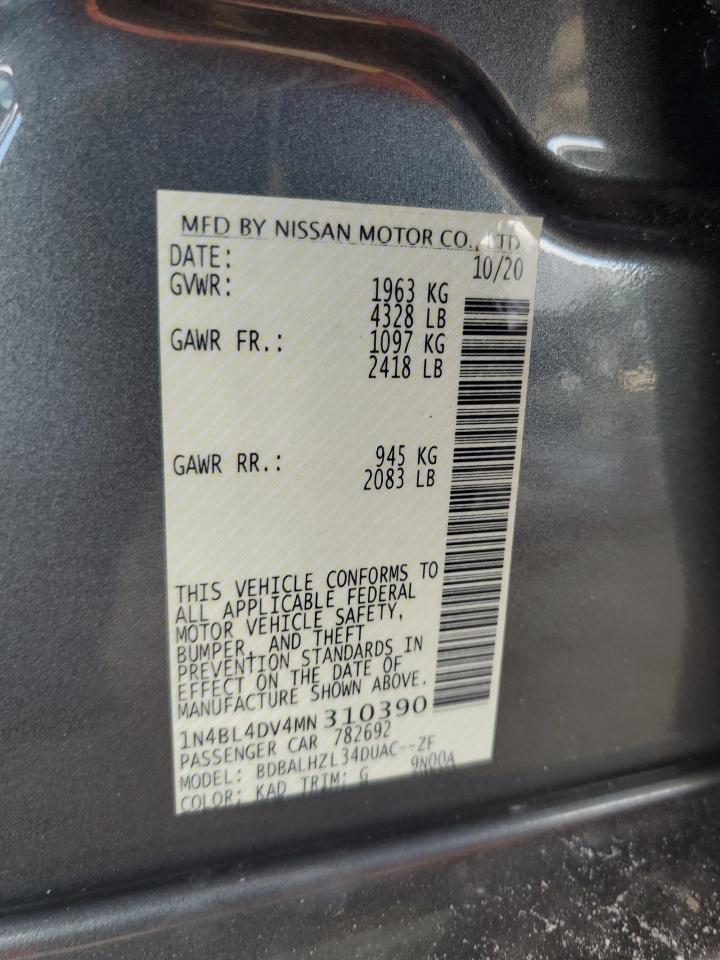 MFD BY NISSAN MOTOR CO., LTD
DATE: 10/20
GVWR: 1963 KG
4328 LB
GAWR FR.: 1097 KG
2418 LB
GAWR RR.: 945 KG
2083 LB
THIS VEHICLE CONFORMS TO
ALL APPLICABLE FEDERAL
MOTOR VEHICLE SAFETY,
BUMPER, AND THEFT
PREVENTION STANDARDS IN
EFFECT ON THE DATE OF
MANUFACTURE SHOWN ABOVE.
1N4BL4DV4MN310390
PASSENGER CAR 782692
MODEL: BDBALHZL34DUAC--ZF
COLOR: KAD TRIM: G 9N00A